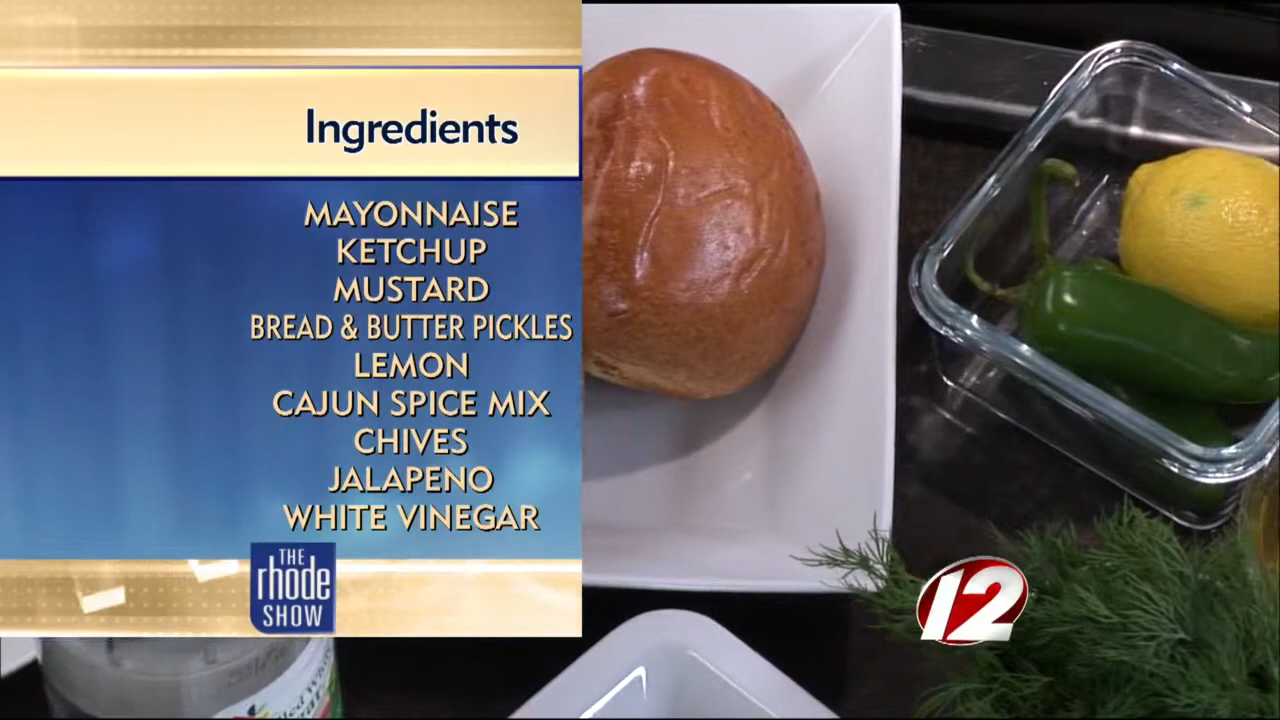 Ingredients
MAYONNAISE
KETCHUP
MUSTARD
BREAD & BUTTER PICKLES
LEMON
CAJUN SPICE MIX
CHIVES
JALAPENO
WHITE VINEGAR
THE
rhode
SHOW
12